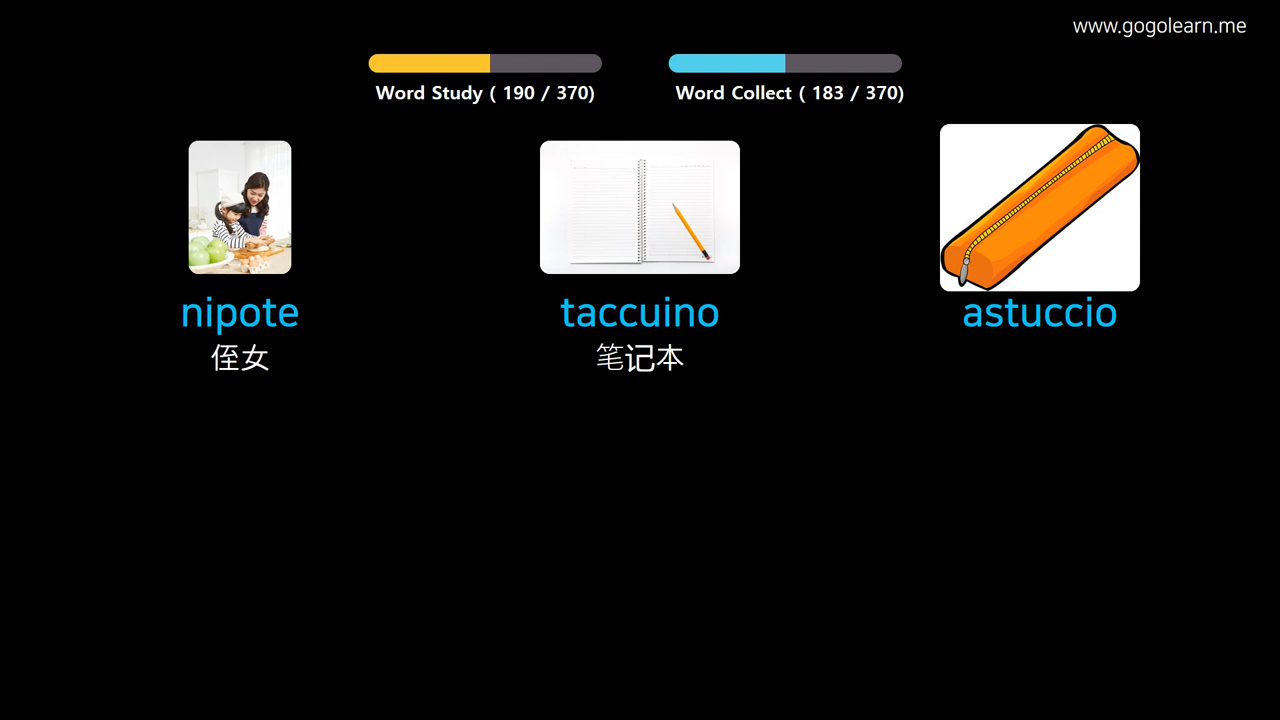 www.gogolearn.me
Word Study ( 190 / 370)
Word Collect ( 183 / 370)
nipote
taccuino
astuccio
侄女
笔记本